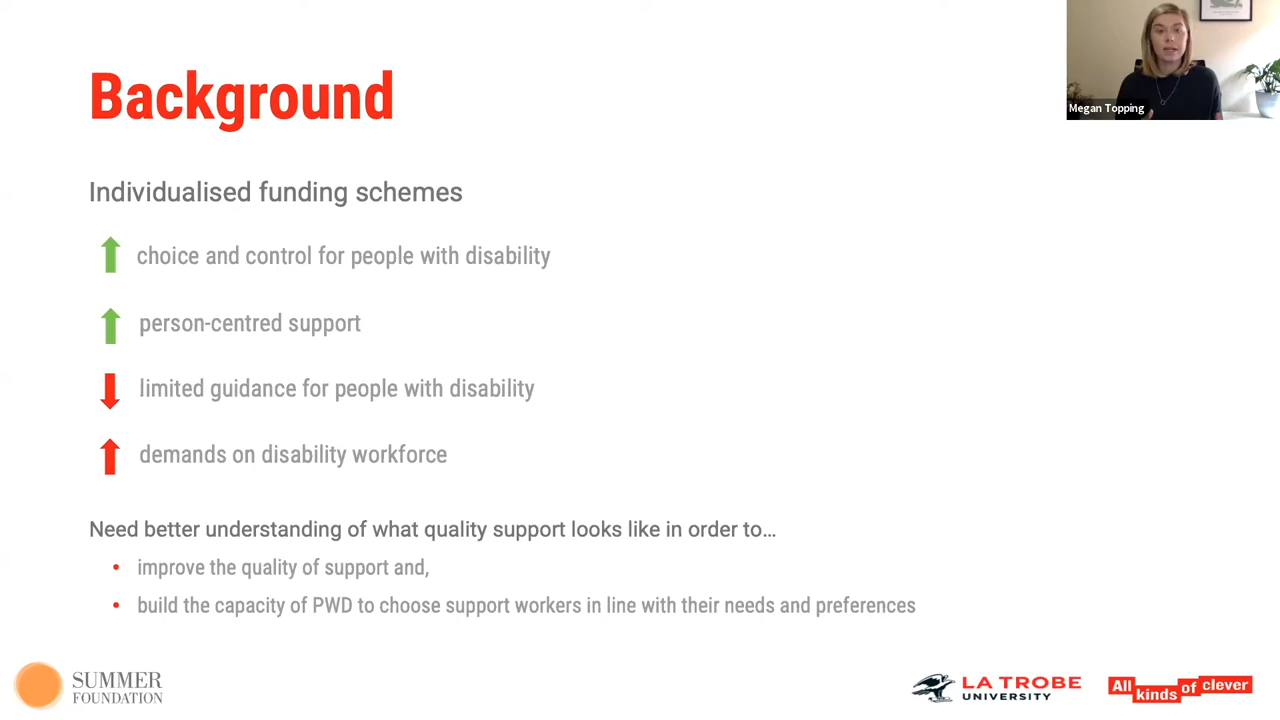 Background
Megan Topping
Individualised funding schemes
choice and control for people with disability
person-centred support
limited guidance for people with disability
demands on disability workforce
Need better understanding of what quality support looks like in order to…
• improve the quality of support and,
• build the capacity of PWD to choose support workers in line with their needs and preferences
SUMMER
FOUNDATION
LA TROBE
UNIVERSITY
All kinds of clever